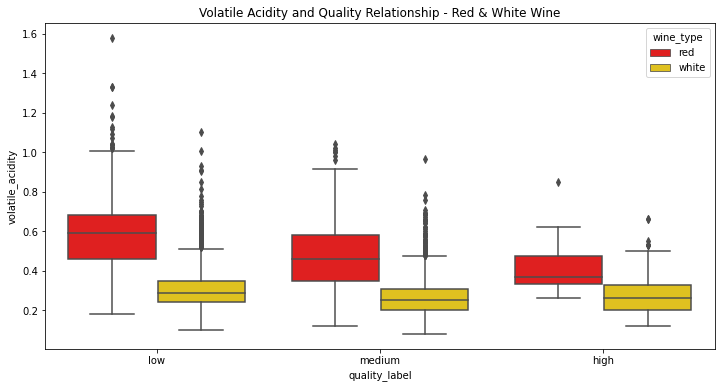 Volatile Acidity and Quality Relationship - Red & White Wine
wine_type
red
white
volatile_acidity
1.6
1.4
1.2
1.0
0.8
0.6
0.4
0.2
low
medium
high
quality_label